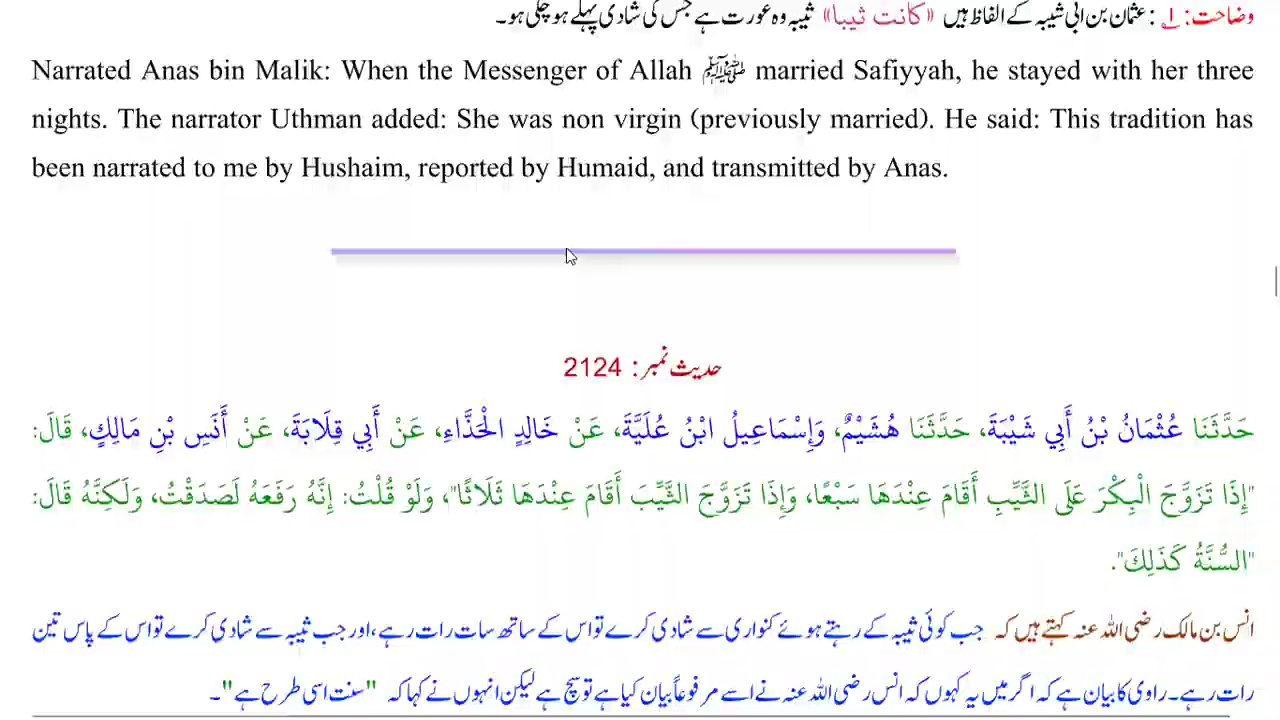 وضاحت: ۱؎ : عثمان بن ابی شیبہ کے الفاظ ہیں «كانت ثيبا» ثیبہ وہ عورت ہے جس کی شادی پہلے ہو چکی ہو۔
Narrated Anas bin Malik: When the Messenger of Allah ﷺ married Safiyyah, he stayed with her three
nights. The narrator Uthman added: She was non virgin (previously married). He said: This tradition has
been narrated to me by Hushaim, reported by Humaid, and transmitted by Anas.
حدیث نمبر: 2124
حَدَّثَنَا عُثْمَانُ بْنُ أَبِي شَيْبَةَ، حَدَّثَنَا هُشَيْمٌ، وَإِسْمَاعِيلُ ابْنُ عُلَيَّةَ، عَنْ خَالِدٍ الْحَذَّاءِ، عَنْ أَبِي قِلَابَةَ، عَنْ أَنَسِ بْنِ مَالِكٍ، قَالَ:
"إِذَا تَزَوَّجَ الْبِكْرَ عَلَى الثَّيِّبِ أَقَامَ عِنْدَهَا سَبْعًا، وَإِذَا تَزَوَّجَ الثَّيِّبَ أَقَامَ عِنْدَهَا ثَلَاثًا"، وَلَوْ قُلْتُ: إِنَّهُ رَفَعَهُ لَصَدَقْتُ، وَلَكِنَّهُ قَالَ:
"السُّنَّةُ كَذَلِكَ".
انس بن مالک رضی اللہ عنہ کہتے ہیں کہ جب کوئی ثیبہ کے رہتے ہوئے کنواری سے شادی کرے تو اس کے ساتھ سات رات رہے، اور جب ثیبہ سے شادی کرے تو اس کے پاس تین
رات رہے۔ راوی کا بیان ہے کہ اگر میں یہ کہوں کہ انس رضی اللہ عنہ نے اسے مرفوعاً بیان کیا ہے تو سچ ہے لیکن انہوں نے کہا کہ "سنت اسی طرح ہے"۔